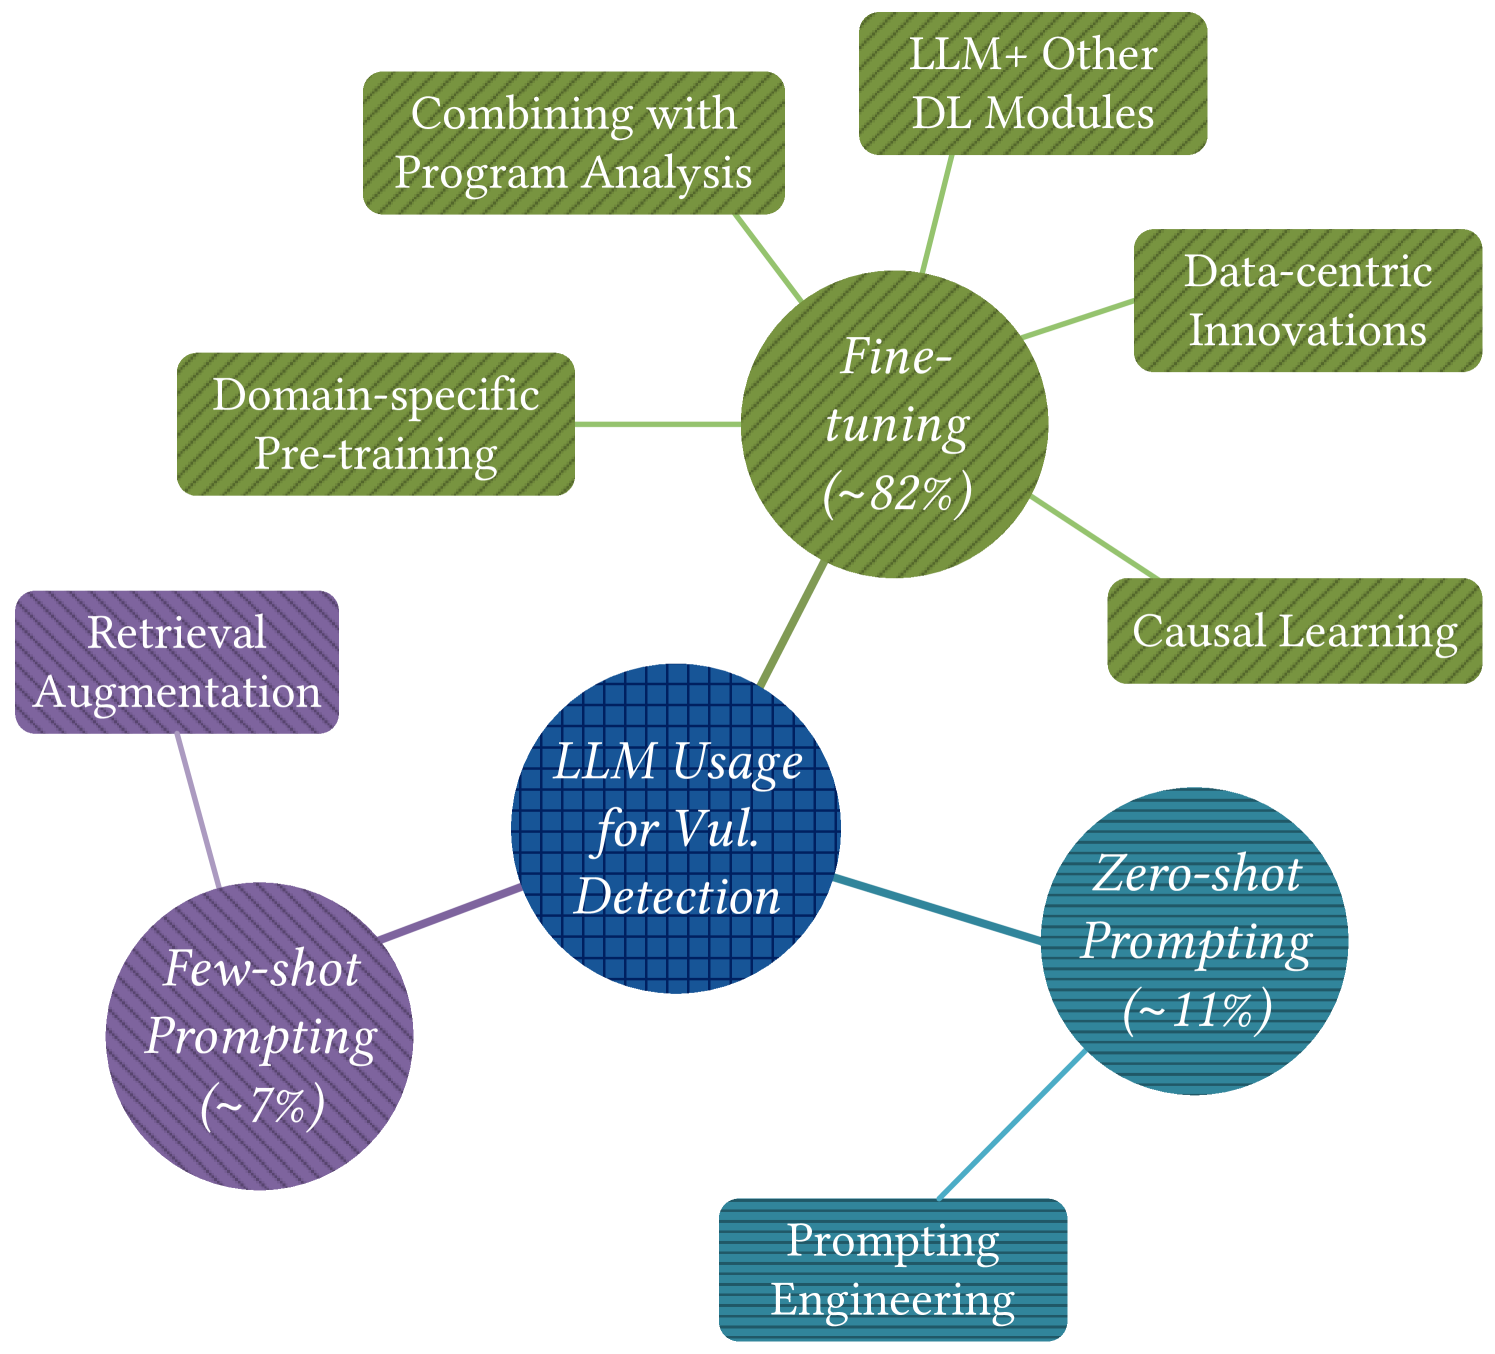 LLM+ Other
DL Modules
Combining with
Program Analysis
Data-centric
Innovations
Fine-
tuning
(~82%)
Domain-specific
Pre-training
Causal Learning
Retrieval
Augmentation
LLM Usage
for Vul.
Detection
Zero-shot
Prompting
(~11%)
Few-shot
Prompting
(~7%)
Prompting
Engineering